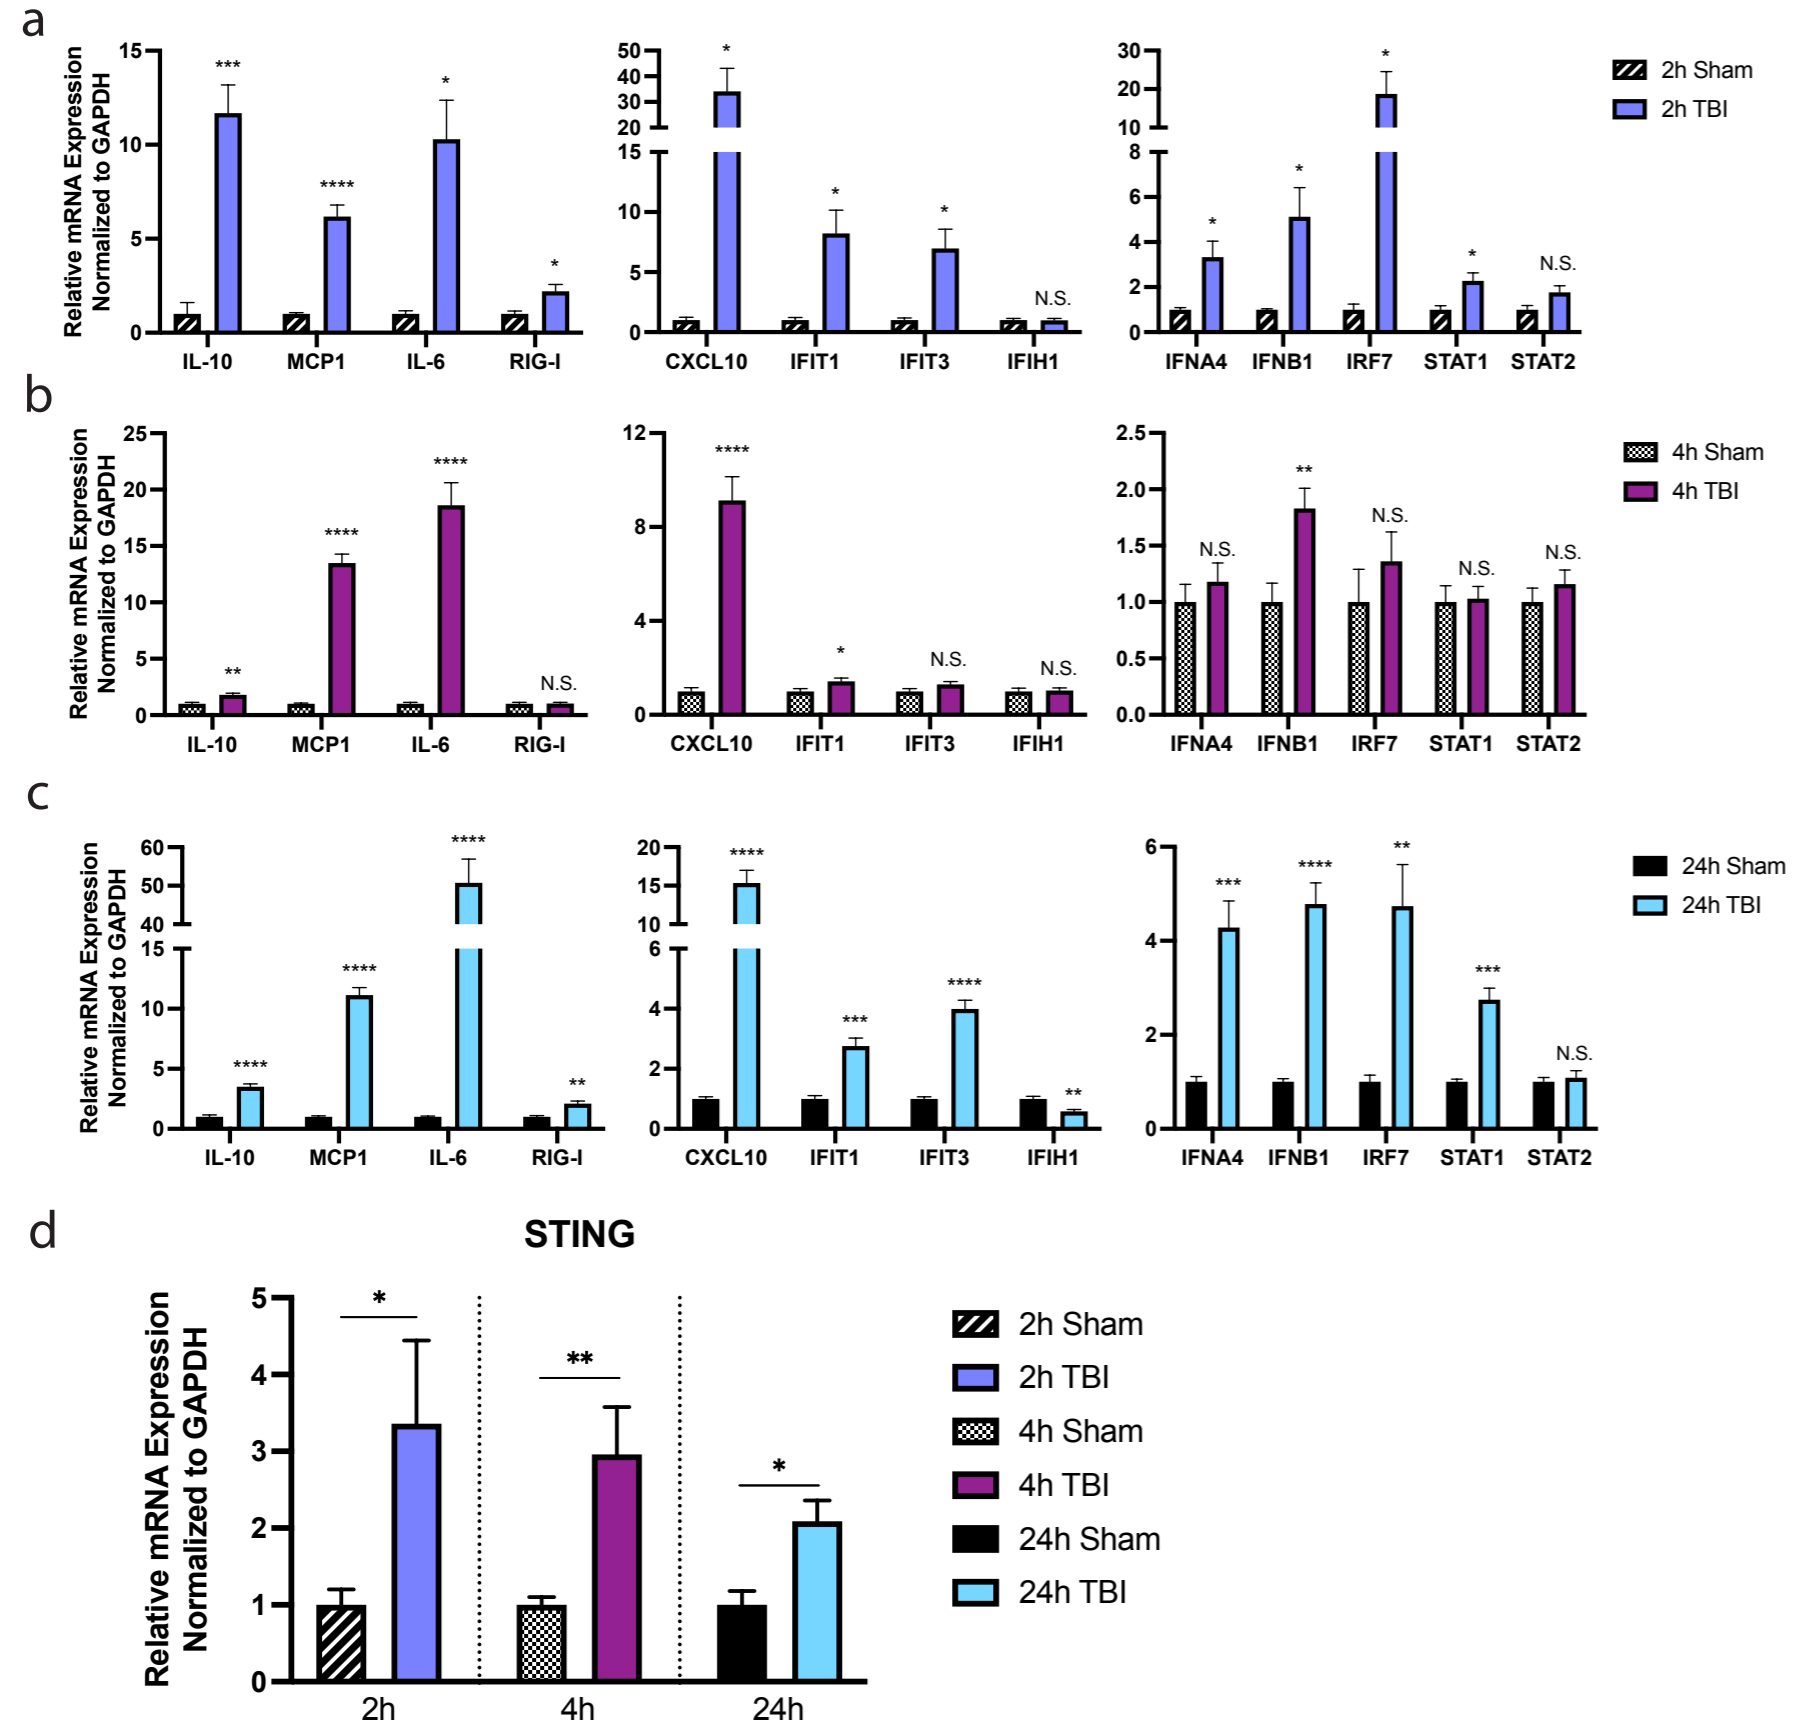 a
Relative mRNA Expression
Normalized to GAPDH
15
10
5
0
***
****
*
*
IL-10 MCP1 IL-6 RIG-I
50
40
30
20
15
10
5
0
*
*
*
N.S.
CXCL10 IFIT1 IFIT3 IFIH1
30
20
10
8
6
4
2
0
*
*
*
*
N.S.
IFNA4 IFNB1 IRF7 STAT1 STAT2
2h Sham
2h TBI
b
Relative mRNA Expression
Normalized to GAPDH
25
20
15
10
5
0
**
****
****
N.S.
IL-10 MCP1 IL-6 RIG-I
12
8
4
0
****
*
N.S.
N.S.
CXCL10 IFIT1 IFIT3 IFIH1
2.5
2.0
1.5
1.0
0.5
0.0
N.S.
**
N.S.
N.S.
N.S.
IFNA4 IFNB1 IRF7 STAT1 STAT2
4h Sham
4h TBI
c
Relative mRNA Expression
Normalized to GAPDH
60
50
40
15
10
5
0
****
****
****
**
IL-10 MCP1 IL-6 RIG-I
20
15
10
6
4
2
0
****
***
****
**
CXCL10 IFIT1 IFIT3 IFIH1
6
4
2
0
***
****
**
***
N.S.
IFNA4 IFNB1 IRF7 STAT1 STAT2
24h Sham
24h TBI
d
STING
Relative mRNA Expression
Normalized to GAPDH
5
4
3
2
1
0
*
**
*
2h 4h 24h
2h Sham
2h TBI
4h Sham
4h TBI
24h Sham
24h TBI